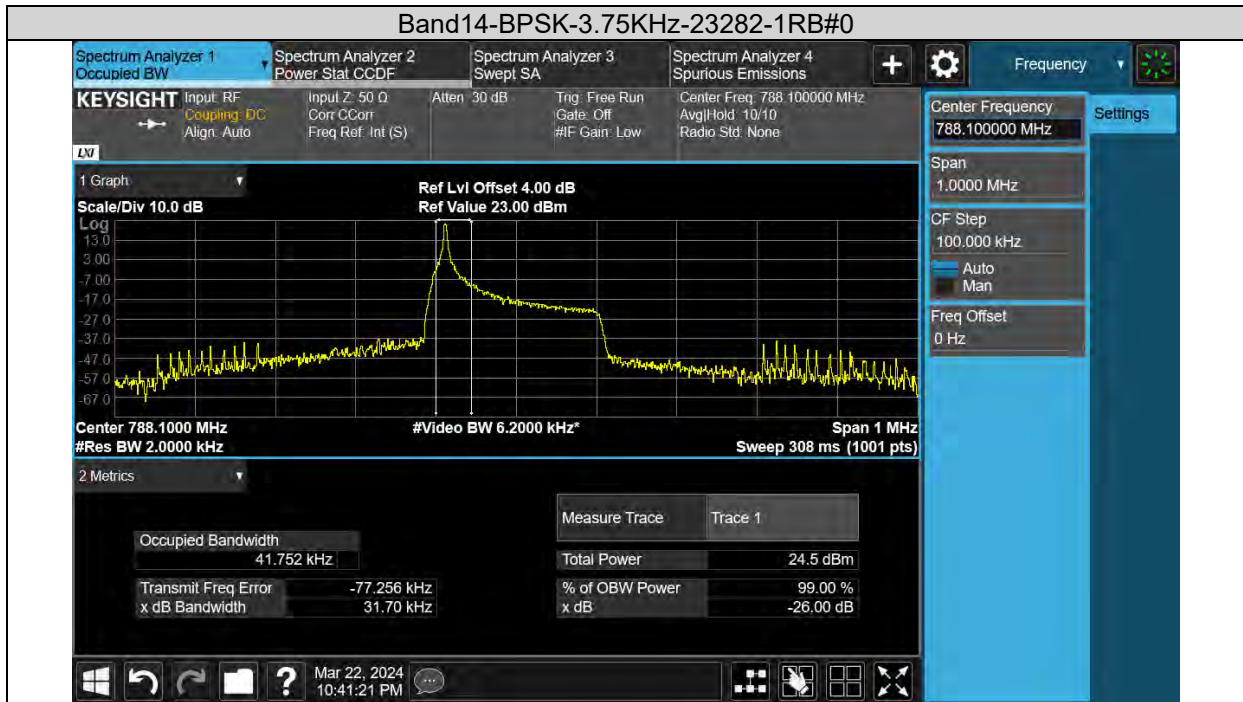 Band14-BPSK-3.75KHz-23282-1RB#0
Spectrum Analyzer 1
Occupied BW
Spectrum Analyzer 2
Power Stat CCDF
Spectrum Analyzer 3
Swept SA
Spectrum Analyzer 4
Spurious Emissions
+
Frequency
KEYSIGHT
Input: RF
Coupling: DC
Align: Auto
Input Z: 50 Ω
Corr CCorr
Freq Ref: Int (S)
Atten: 30 dB
Trig: Free Run
Gate: Off
#IF Gain: Low
Center Freq: 788.100000 MHz
Avg|Hold: 10/10
Radio Std: None
LXI
Center Frequency
788.100000 MHz
Settings
Span
1.0000 MHz
CF Step
100.000 kHz
Auto
Man
Freq Offset
0 Hz
1 Graph
Scale/Div 10.0 dB
Ref Lvl Offset 4.00 dB
Ref Value 23.00 dBm
Log
13.0
3.00
-7.00
-17.0
-27.0
-37.0
-47.0
-57.0
-67.0
Center 788.1000 MHz
#Res BW 2.0000 kHz
#Video BW 6.2000 kHz*
Span 1 MHz
Sweep 308 ms (1001 pts)
2 Metrics
Measure Trace Trace 1
Occupied Bandwidth
41.752 kHz
Total Power 24.5 dBm
Transmit Freq Error -77.256 kHz
% of OBW Power 99.00 %
x dB Bandwidth 31.70 kHz
x dB -26.00 dB
?
Mar 22, 2024
10:41:21 PM